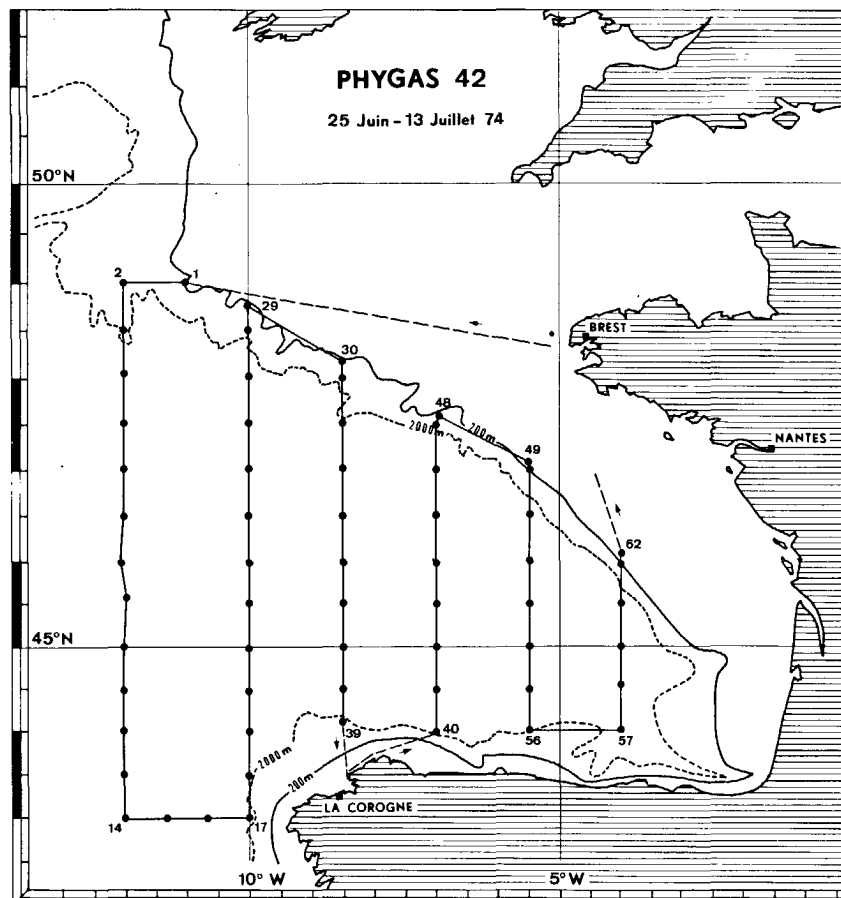 PHYGAS 42
25 Juin - 13 Juillet 74
50°N
2
1
29
BREST
30
48
200m
2000m
NANTES
49
62
45°N
39
40
56
57
2000m
200m
LA COROGNE
14
17
10° W
5°W